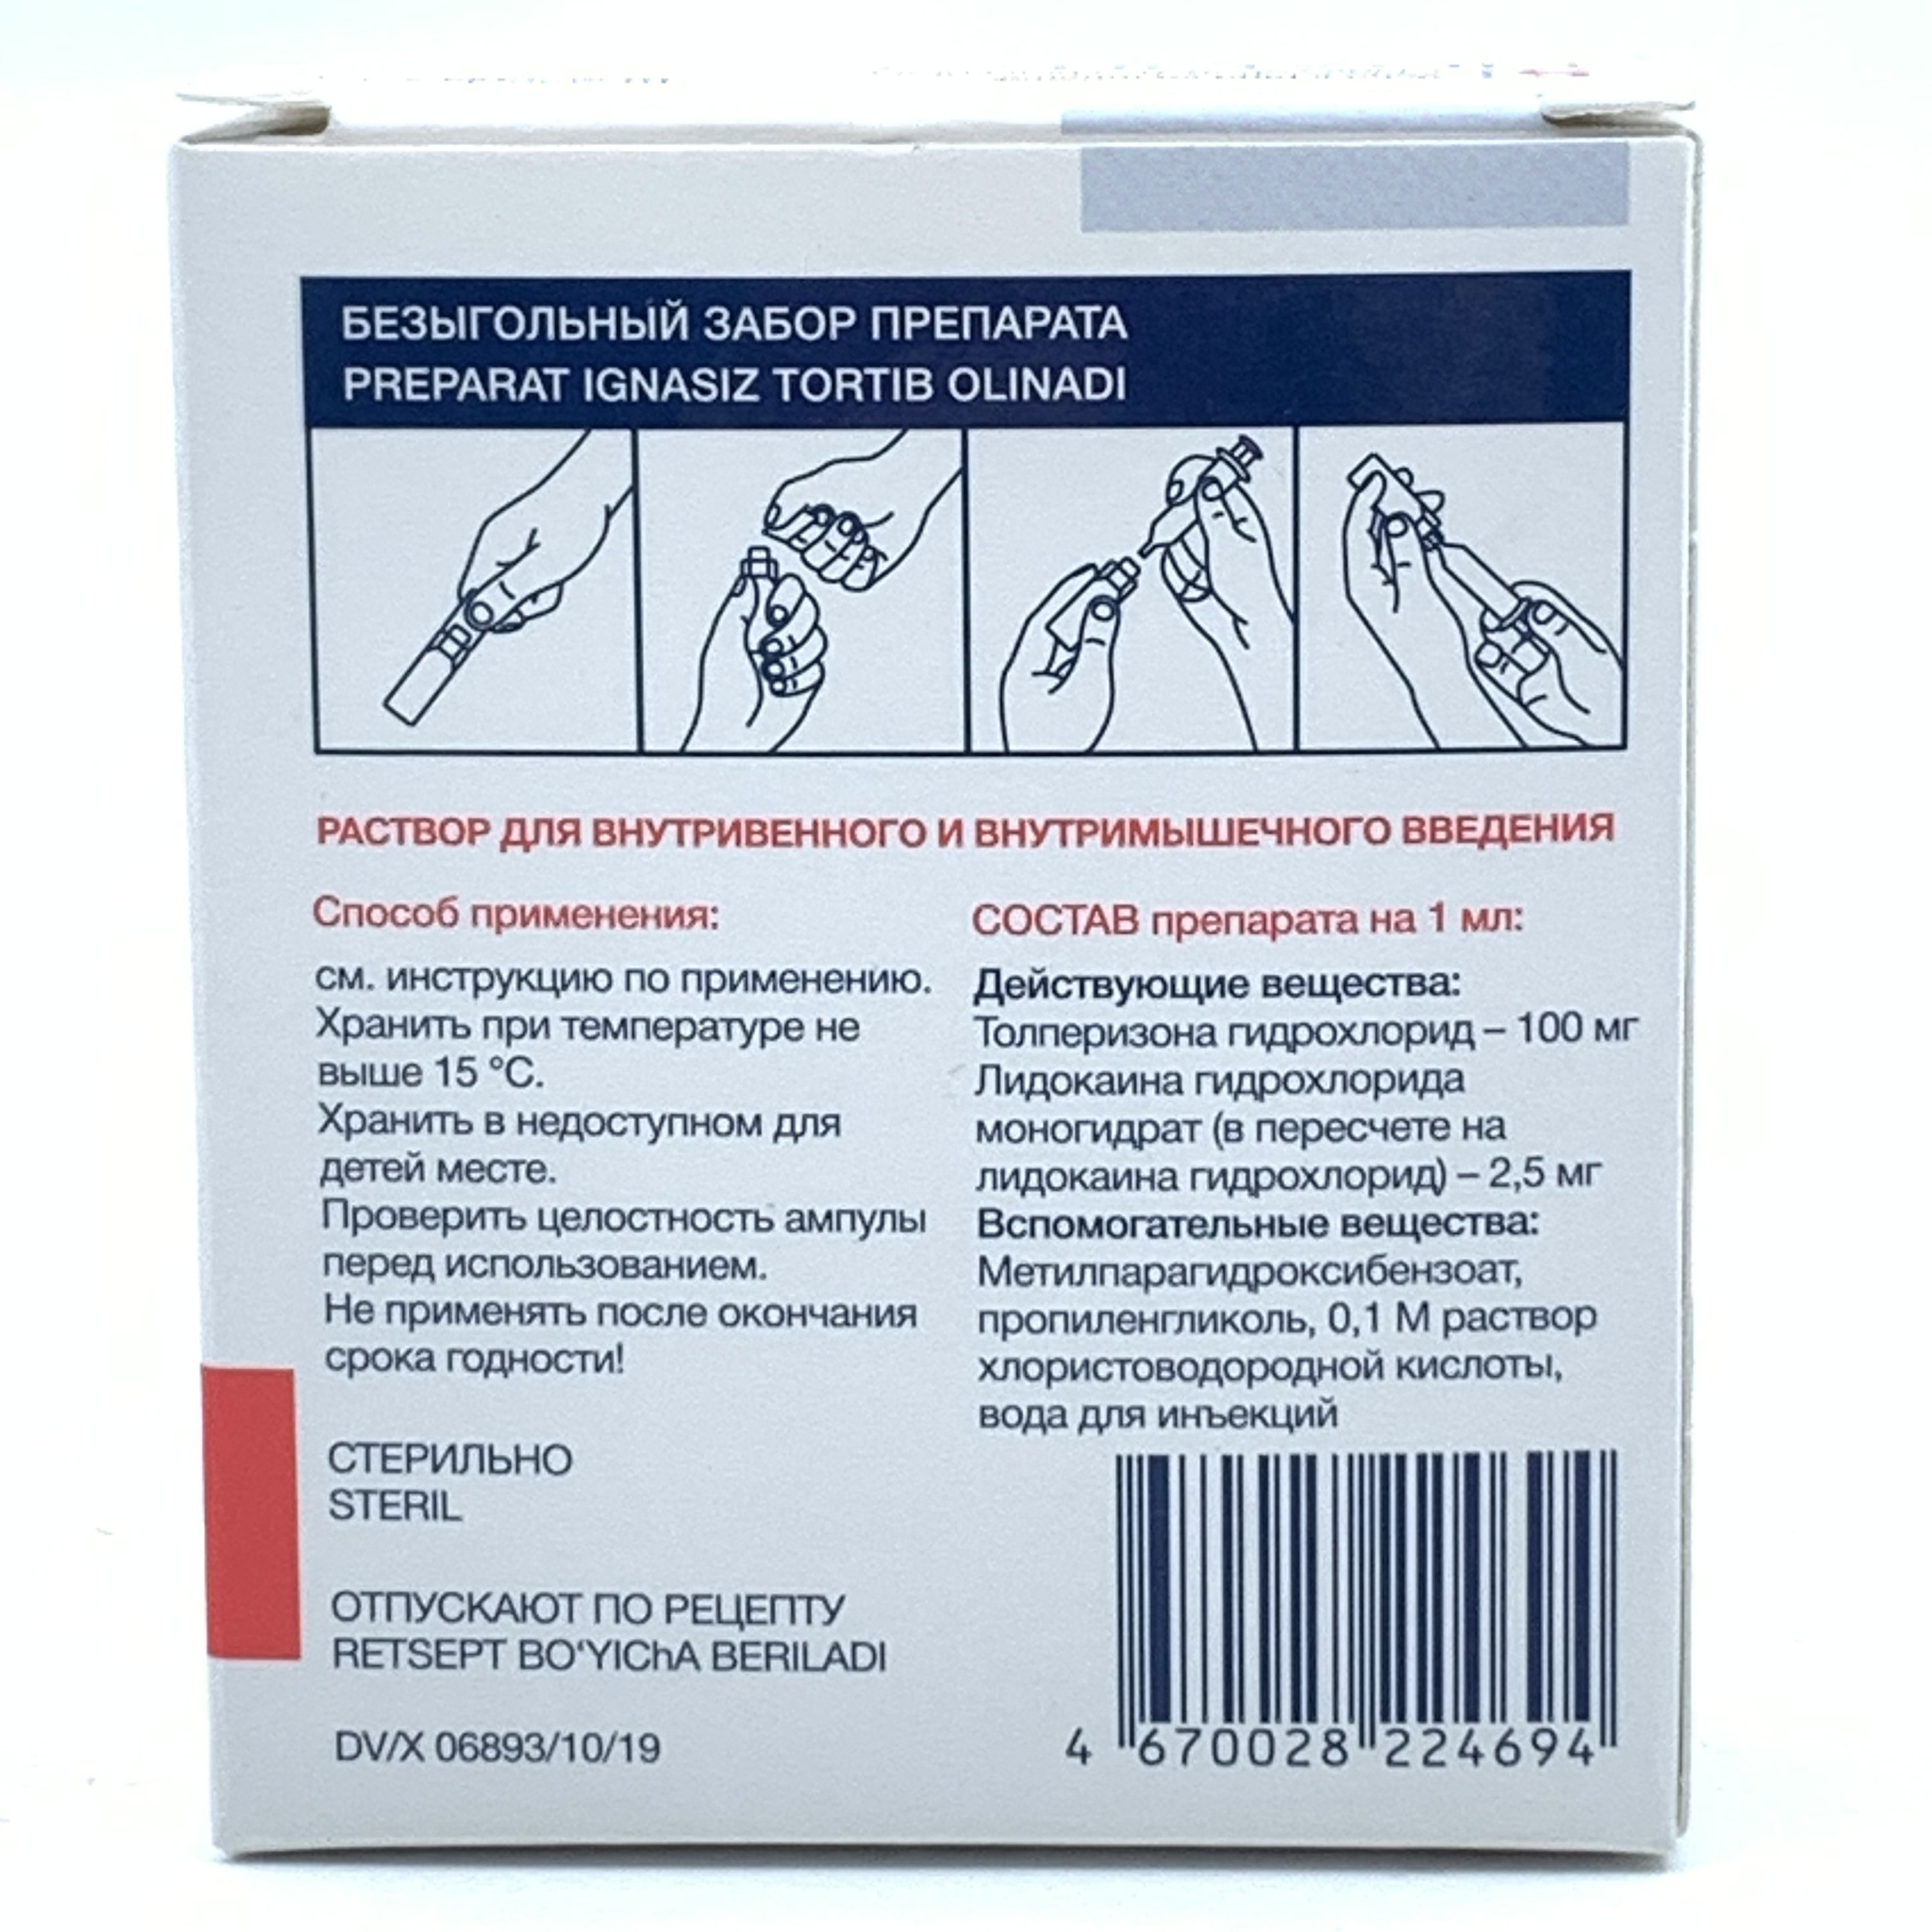 БЕЗЫГОЛЬНЫЙ ЗАБОР ПРЕПАРАТА
PREPARAT IGNASIZ TORTIB OLINADI
РАСТВОР ДЛЯ ВНУТРИВЕННОГО И ВНУТРИМЫШЕЧНОГО ВВЕДЕНИЯ
Способ применения:
см. инструкцию по применению.
Хранить при температуре не
выше 15 °С.
Хранить в недоступном для
детей месте.
Проверить целостность ампулы
перед использованием.
Не применять после окончания
срока годности!
СТЕРИЛЬНО
STERIL
ОТПУСКАЮТ ПО РЕЦЕПТУ
RETSEPT BO‘YIChA BERILADI
DV/X 06893/10/19
СОСТАВ препарата на 1 мл:
Действующие вещества:
Толперизона гидрохлорид – 100 мг
Лидокаина гидрохлорида
моногидрат (в пересчете на
лидокаина гидрохлорид) – 2,5 мг
Вспомогательные вещества:
Метилпарагидроксибензоат,
пропиленгликоль, 0,1 М раствор
хлористоводородной кислоты,
вода для инъекций
4 670028 224694